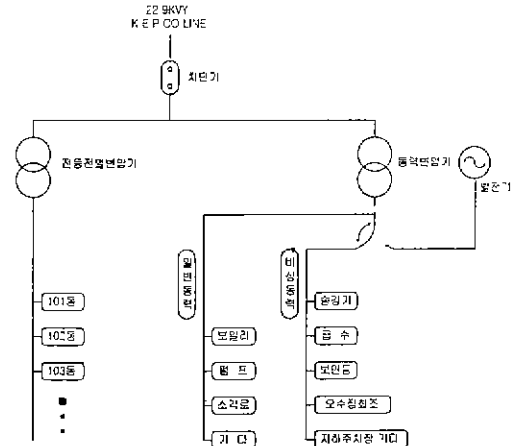 22.9KVY
K.E.P.CO LINE
차단기
전등전열변압기
동력변압기
발전기
일반동력
비상동력
101동
102동
103동
보일러
펌 프
소각로
기 타
승강기
급 수
보안등
오수정화조
지하주차장 기타